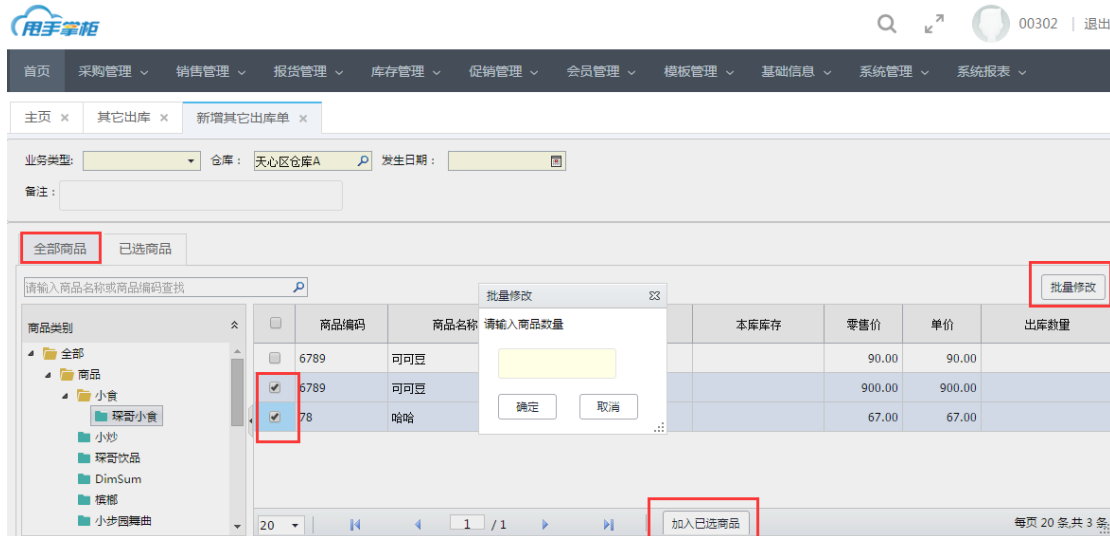 甩手掌柜
00302 | 退出
首页 采购管理 销售管理 报货管理 库存管理 促销管理 会员管理 模板管理 基础信息 系统管理 系统报表
主页 × 其它出库 × 新增其它出库单 ×
业务类型: 仓库： 天心区仓库A 发生日期：
备注：
全部商品 已选商品
请输入商品名称或商品编码查找
批量修改
批量修改
商品类别
商品编码 商品名称 本库库存 零售价 单价 出库数量
请输入商品数量
全部
6789 可可豆 90.00 90.00
商品
6789 可可豆 900.00 900.00
小食
确定 取消
琛哥小食
78 哈哈 67.00 67.00
小炒
琛哥饮品
DimSum
槟榔
小步园舞曲
20 1 / 1 加入已选商品 每页 20 条,共 3 条